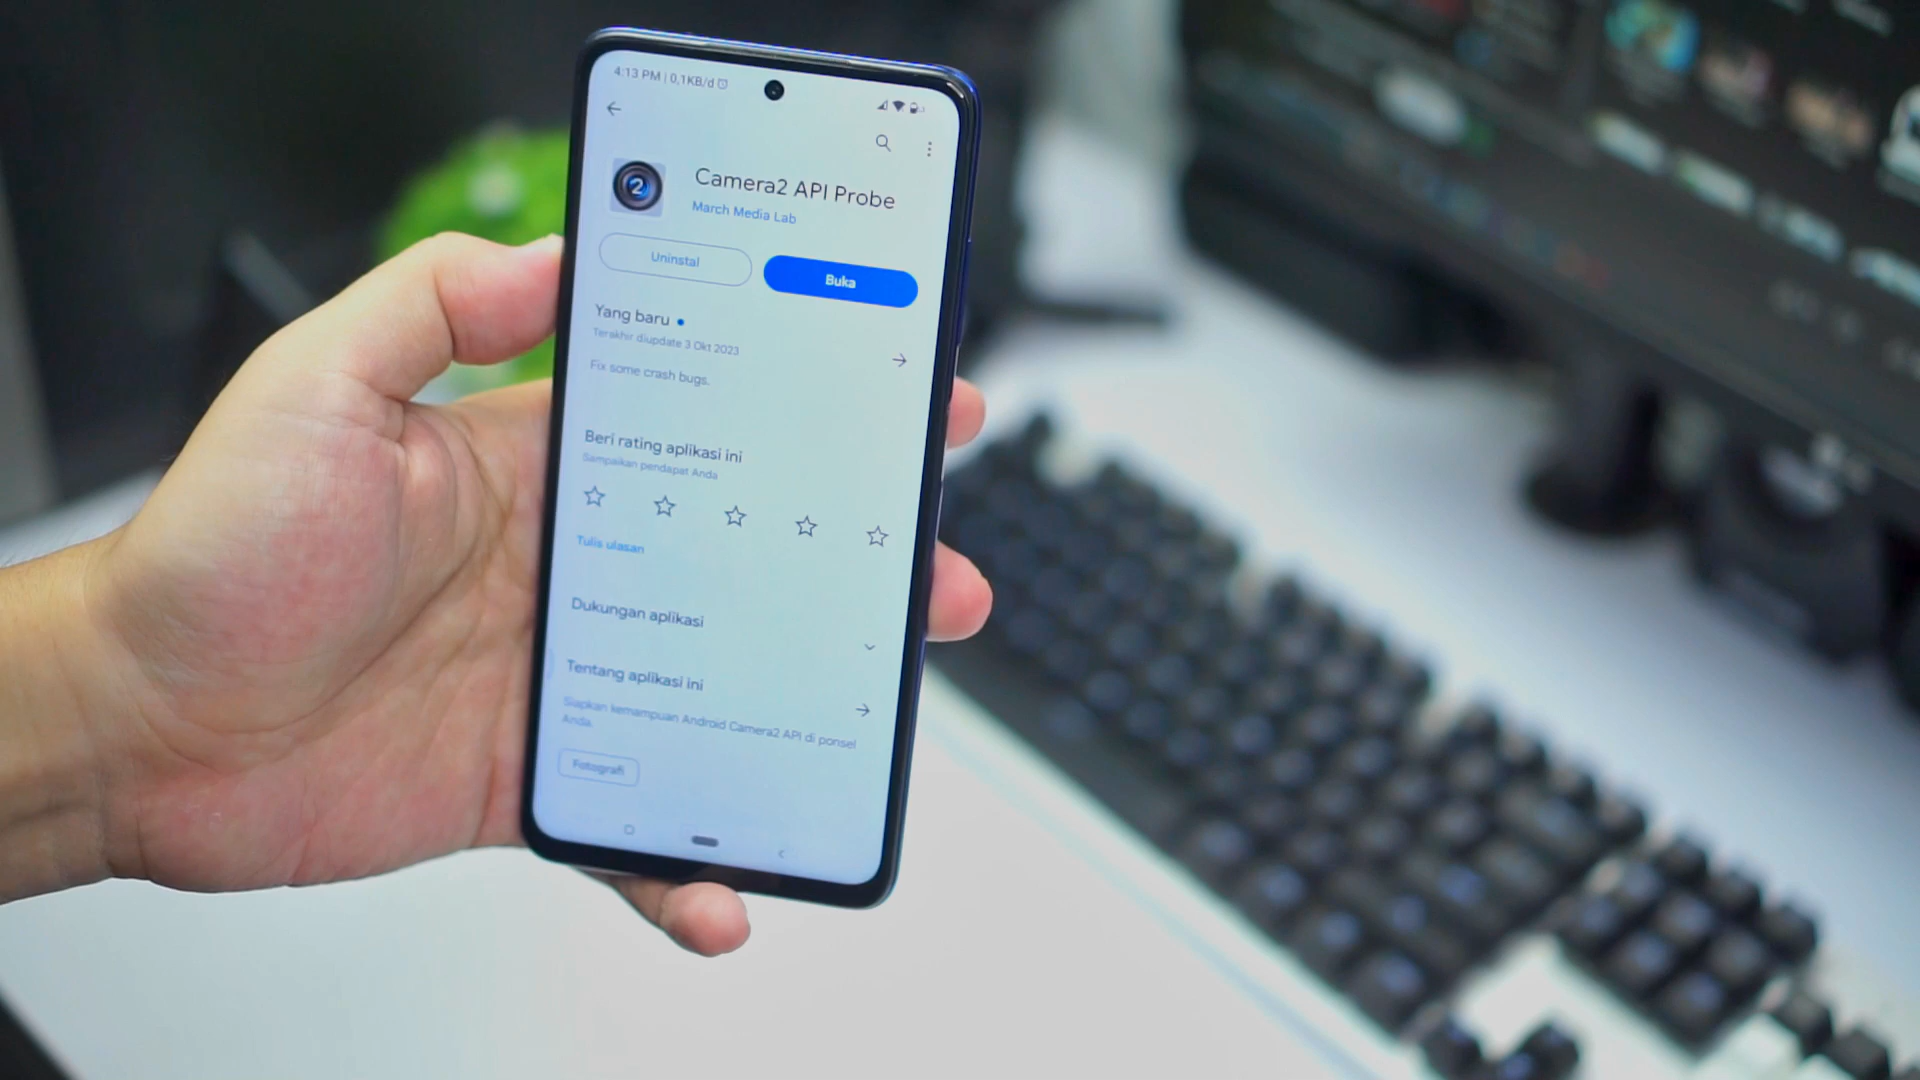 4:13 PM | 0,1KB/d
2
Camera2 API Probe
March Media Lab
Uninstal
Buka
Yang baru
Terakhir diupdate 3 Okt 2023
Fix some crash bugs.
Beri rating aplikasi ini
Sampaikan pendapat Anda
Tulis ulasan
Dukungan aplikasi
Tentang aplikasi ini
Siapkan kemampuan Android Camera2 API di ponsel
Anda.
Fotografi